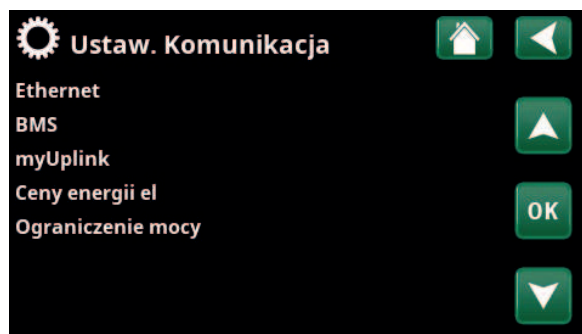 Ustaw. Komunikacja
Ethernet
BMS
myUplink
Ceny energii el
OK
Ograniczenie mocy